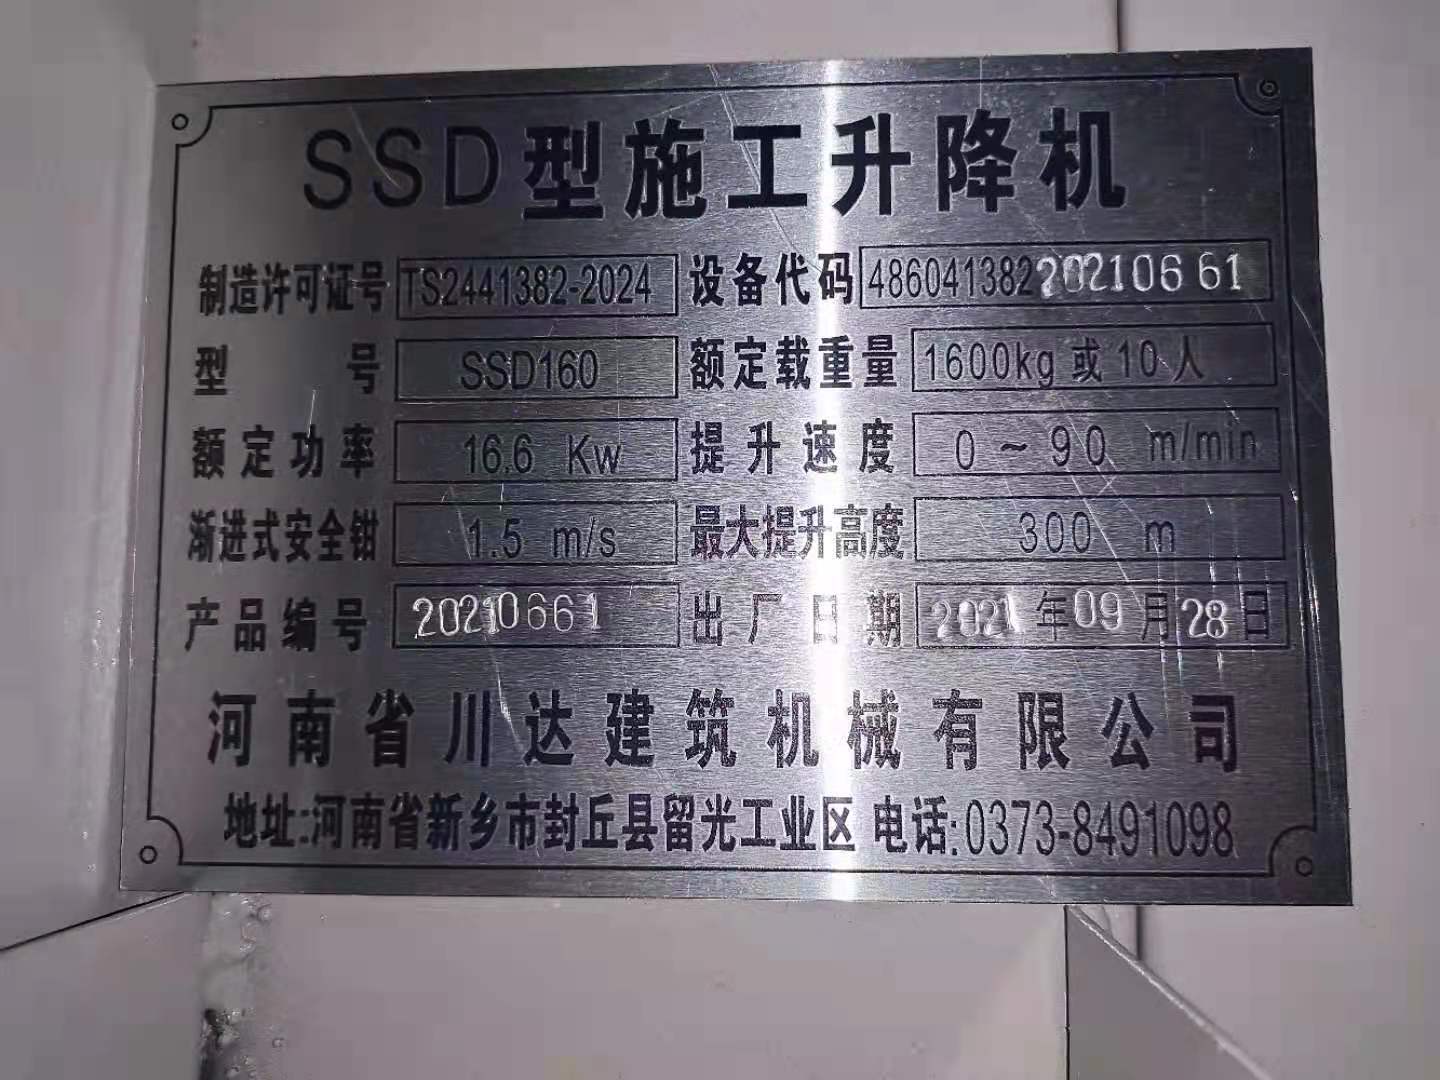 SSD型施工升降机
制造许可证号 TS2441382-2024 设备代码 48604138220210661
型号 SSD160 额定载重量 1600kg 或 10 人
额定功率 16.6 Kw 提升速度 0 ~ 90 m/min
渐进式安全钳 1.5 m/s 最大提升高度 300 m
产品编号 20210661 出厂日期 2021 年 09 月 28 日
河南省川达建筑机械有限公司
地址:河南省新乡市封丘县留光工业区 电话:0373-8491098